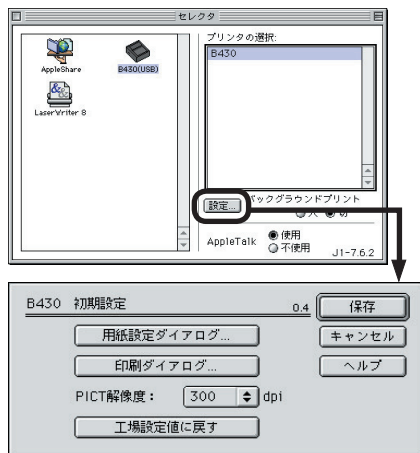 セレクタ
AppleShare
B430(USB)
LaserWriter 8
プリンタの選択:
B430
設定...
バックグラウンドプリント
入 切
AppleTalk
使用
不使用
J1-7.6.2
B430 初期設定
0.4
保存
用紙設定ダイアログ...
キャンセル
印刷ダイアログ...
ヘルプ
PICT解像度: 300 dpi
工場設定値に戻す